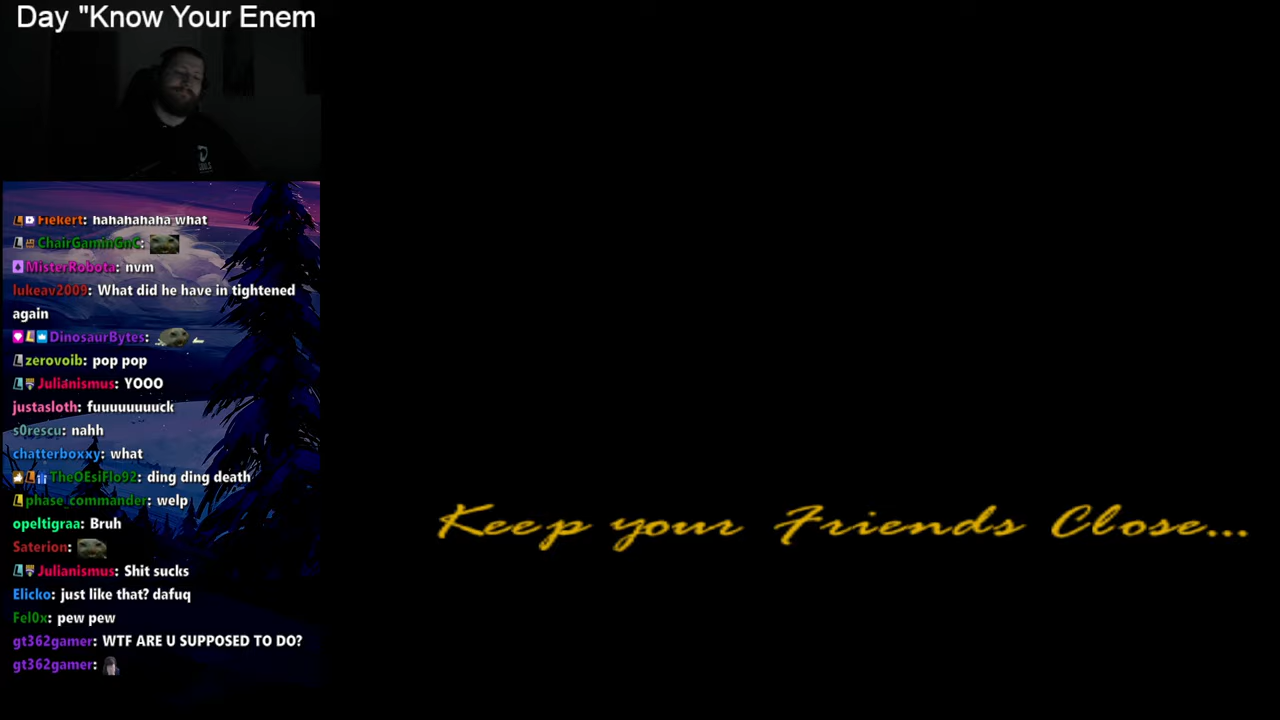 Day "Know Your Enem
Fiekert: hahahahaha what
ChairGaminGnC:
MisterRobota: nvm
lukeav2009: What did he have in tightened
again
DinosaurBytes:
zerovoib: pop pop
Julianismus: YOOO
justasloth: fuuuuuuuuck
s0rescu: nahh
chatterboxxy: what
TheOEsiFlo92: ding ding death
phase_commander: welp
opeltigraa: Bruh
Saterion:
Julianismus: Shit sucks
Elicko: just like that? dafuq
Fel0x: pew pew
gt362gamer: WTF ARE U SUPPOSED TO DO?
gt362gamer:
Keep your Friends Close...